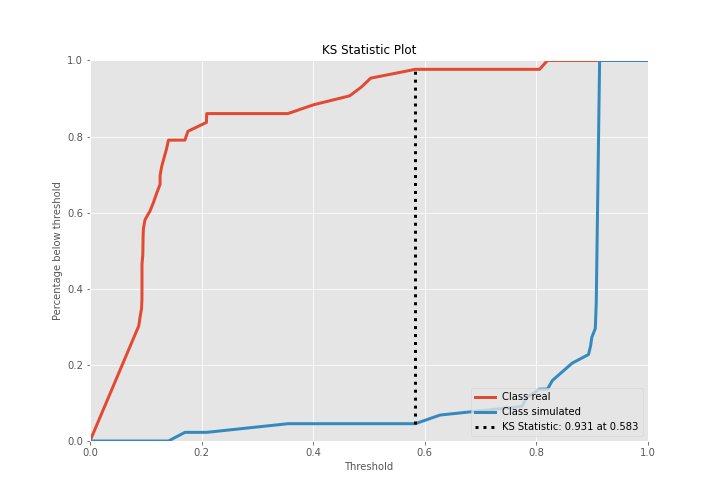 KS Statistic Plot
1.0
0.8
0.6
0.4
0.2
0.0
Percentage below threshold
0.0 0.2 0.4 0.6 0.8 1.0
Threshold
Class real
Class simulated
KS Statistic: 0.931 at 0.583